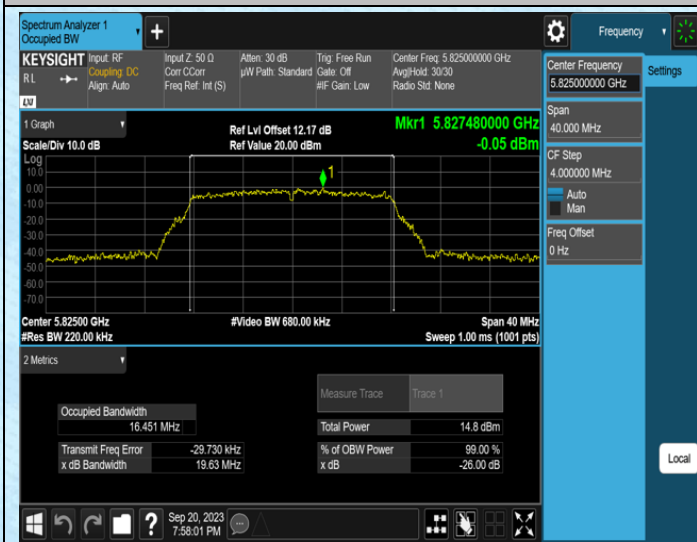 Spectrum Analyzer 1
Occupied BW
Frequency
KEYSIGHT
R L
LXI
Input: RF
Coupling: DC
Align: Auto
Input Z: 50 Ω
Corr CCorr
Freq Ref: Int (S)
Atten: 30 dB
µW Path: Standard
Trig: Free Run
Gate: Off
#IF Gain: Low
Center Freq: 5.825000000 GHz
Avg|Hold: 30/30
Radio Std: None
Center Frequency
5.825000000 GHz
Settings
Span
40.000 MHz
CF Step
4.000000 MHz
Auto
Man
Freq Offset
0 Hz
Local
1 Graph
Scale/Div 10.0 dB
Ref Lvl Offset 12.17 dB
Ref Value 20.00 dBm
Mkr1 5.827480000 GHz
-0.05 dBm
Log
10.0
0.00
-10.0
-20.0
-30.0
-40.0
-50.0
-60.0
-70.0
1
Center 5.82500 GHz
#Res BW 220.00 kHz
#Video BW 680.00 kHz
Span 40 MHz
Sweep 1.00 ms (1001 pts)
2 Metrics
Measure Trace Trace 1
Occupied Bandwidth
16.451 MHz
Total Power 14.8 dBm
Transmit Freq Error -29.730 kHz
% of OBW Power 99.00 %
x dB Bandwidth 19.63 MHz
x dB -26.00 dB
?
Sep 20, 2023
7:58:01 PM